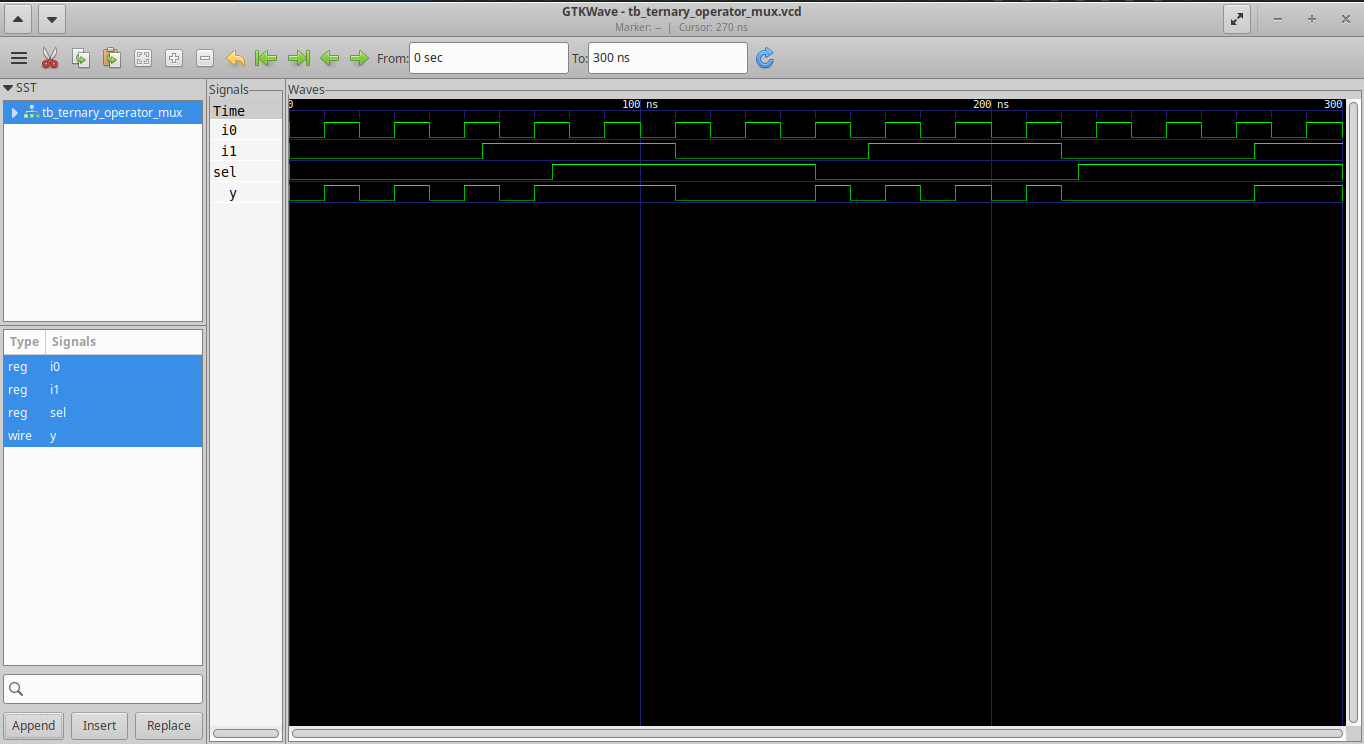 GTKWave - tb_ternary_operator_mux.vcd
Marker: -- | Cursor: 270 ns
From: 0 sec To: 300 ns
SST
tb_ternary_operator_mux
Type Signals
reg i0
reg i1
reg sel
wire y
Append Insert Replace
Signals
Time
i0
i1
sel
y
Waves
0 100 ns 200 ns 300